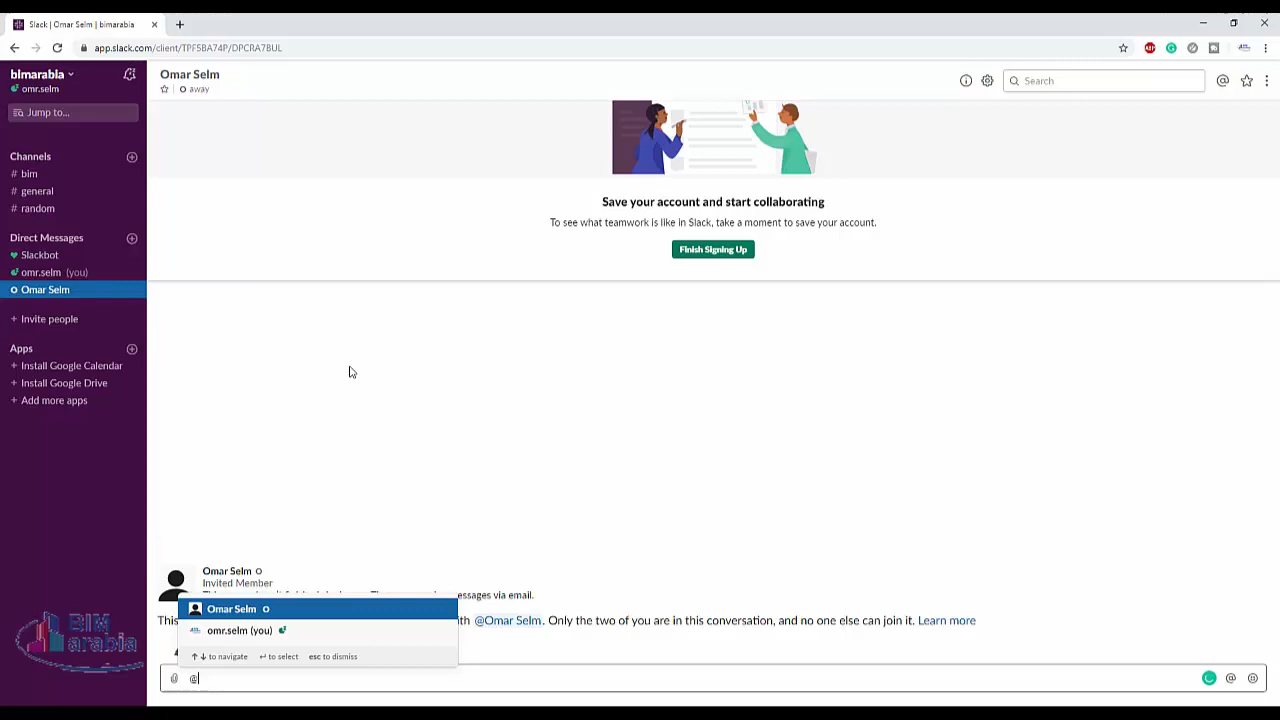 Slack | Omar Selm | bimarabia
app.slack.com/client/TPF5BA74P/DPCRA7BUL
bimarabia
omr.selm
Jump to...
Channels
# bim
# general
# random
Direct Messages
Slackbot
omr.selm (you)
Omar Selm
+ Invite people
Apps
+ Install Google Calendar
+ Install Google Drive
+ Add more apps
BIM
arabia
Omar Selm
away
Search
Save your account and start collaborating
To see what teamwork is like in Slack, take a moment to save your account.
Finish Signing Up
Omar Selm
Invited Member
messages via email.
This
with @Omar Selm. Only the two of you are in this conversation, and no one else can join it. Learn more
Omar Selm
omr.selm (you)
↑ ↓ to navigate ↵ to select esc to dismiss
@